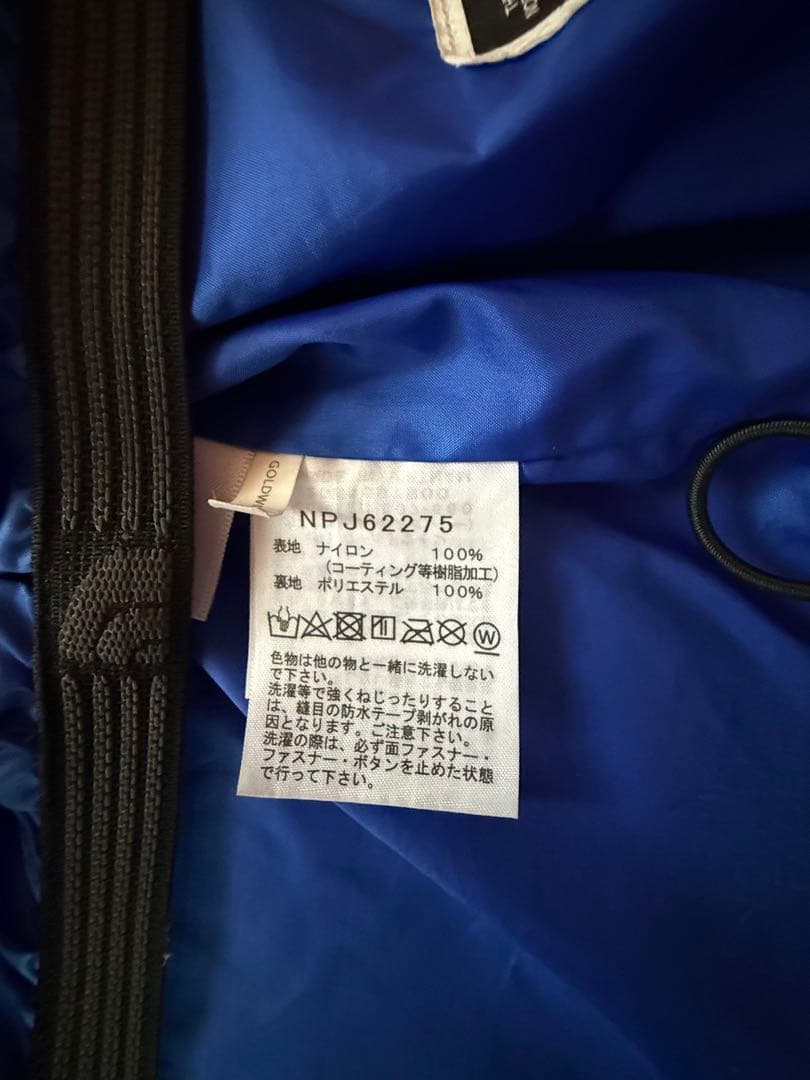 GOLDW
NPJ62275
表地 ナイロン 100%
(コーティング等樹脂加工)
裏地 ポリエステル 100%
W
色物は他の物と一緒に洗濯しない
で下さい。
洗濯等で強くねじったりすること
は、縫目の防水テープ剥がれの原
因となります。ご注意下さい。
洗濯の際は、必ず面ファスナー・
ファスナー・ボタンを止めた状態
で行って下さい。